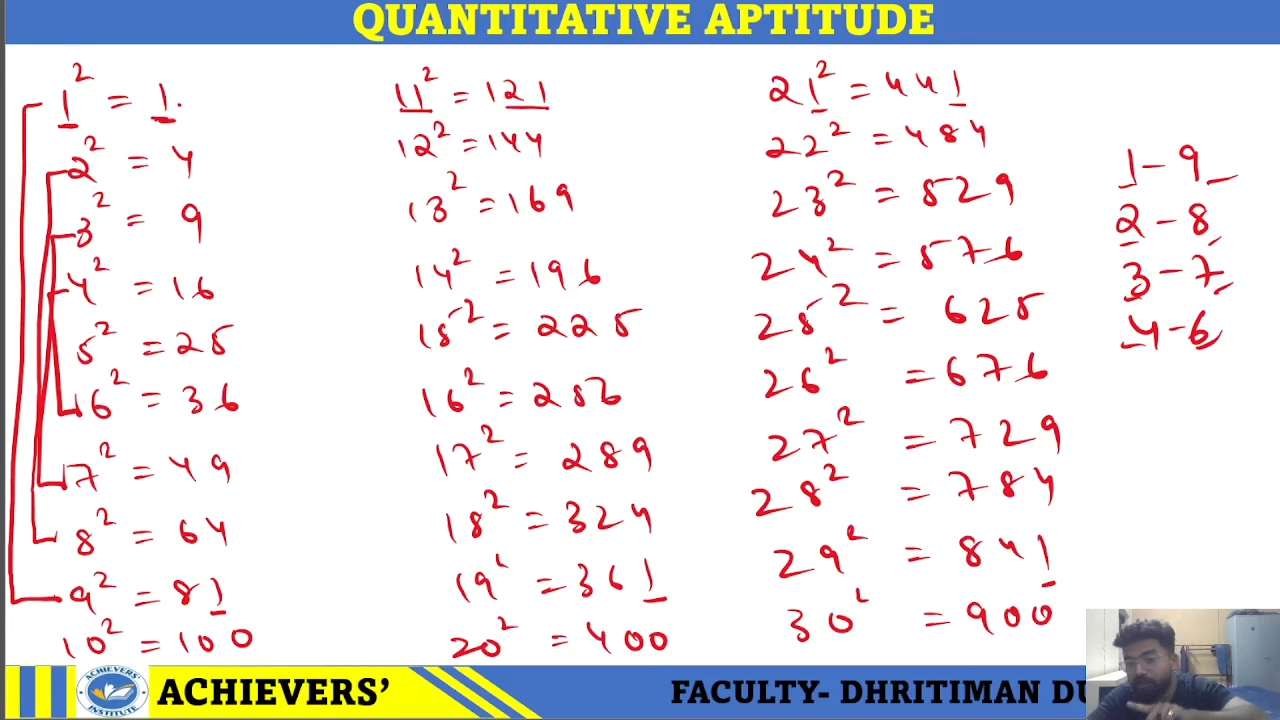 QUANTITATIVE APTITUDE
1² = 1.
2² = 4
3² = 9
4² = 16
5² = 25
6² = 36
7² = 49
8² = 64
9² = 81
10² = 100
11² = 121
12² = 144
13² = 169
14² = 196
15² = 225
16² = 256
17² = 289
18² = 324
19² = 361
20² = 400
21² = 441
22² = 484
23² = 529
24² = 576
25² = 625
26² = 676
27² = 729
28² = 784
29² = 841
30² = 900
1 - 9
2 - 8
3 - 7
4 - 6
ACHIEVERS'
INSTITUTE
ACHIEVERS'
FACULTY- DHRITIMAN DU